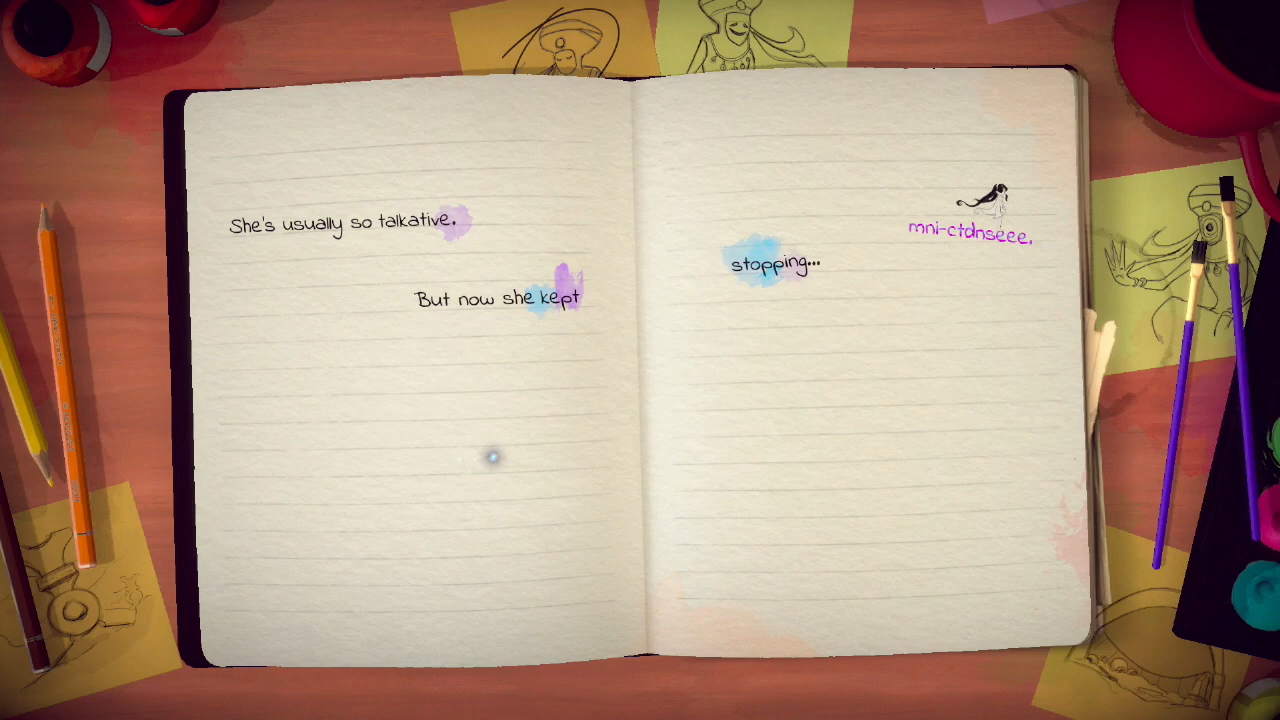 She's usually so talkative.
But now she kept
stopping...
mni-ctdnseee.